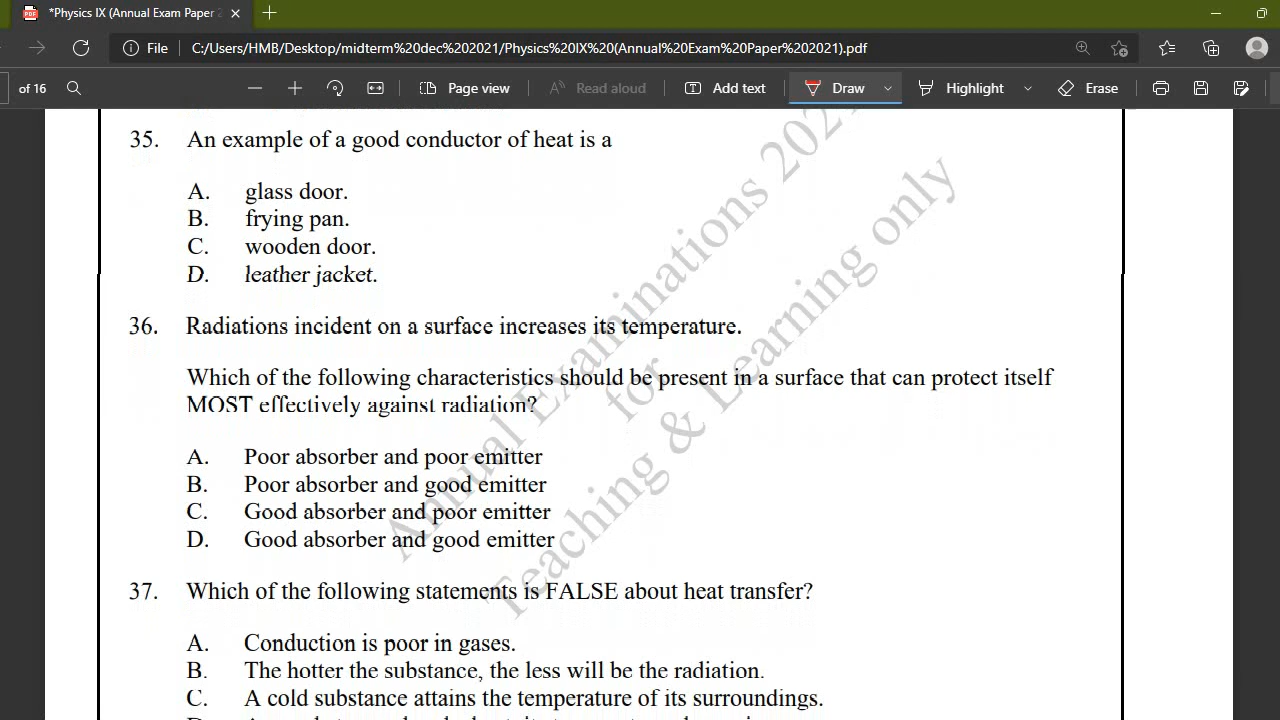 *Physics IX (Annual Exam Paper 2
File C:/Users/HMB/Desktop/midterm%20dec%202021/Physics%20IX%20(Annual%20Exam%20Paper%202021).pdf
of 16 Page view Read aloud Add text Draw Highlight Erase
35. An example of a good conductor of heat is a
A. glass door.
B. frying pan.
C. wooden door.
D. leather jacket.
36. Radiations incident on a surface increases its temperature.
Which of the following characteristics should be present in a surface that can protect itself
MOST effectively against radiation?
A. Poor absorber and poor emitter
B. Poor absorber and good emitter
C. Good absorber and poor emitter
D. Good absorber and good emitter
37. Which of the following statements is FALSE about heat transfer?
A. Conduction is poor in gases.
B. The hotter the substance, the less will be the radiation.
C. A cold substance attains the temperature of its surroundings.
Annual Examinations 2021
for
Teaching & Learning only